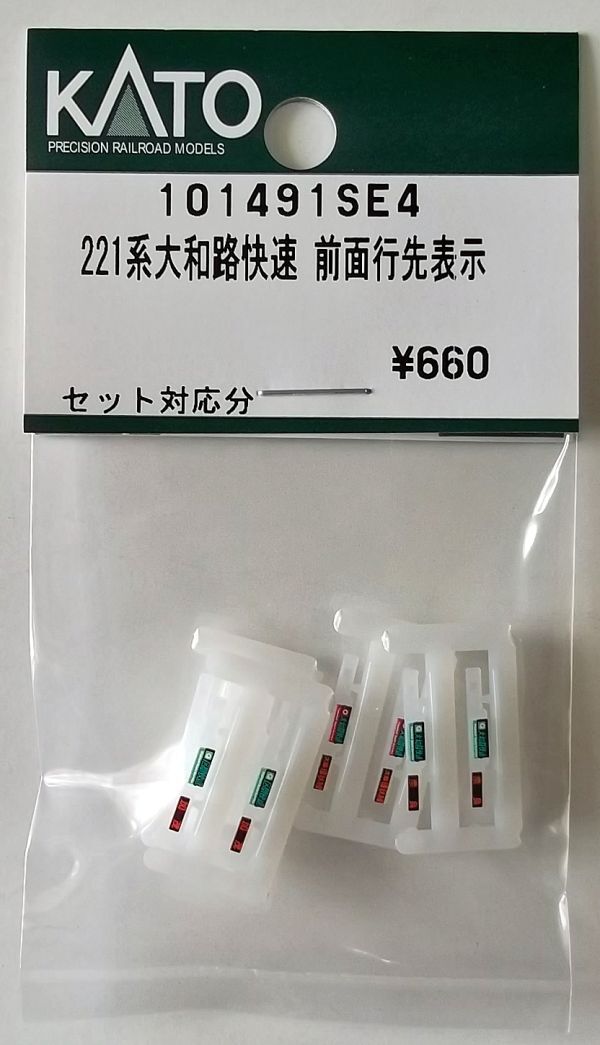 KATO
PRECISION RAILROAD MODELS
101491SE4
221系大和路快速 前面行先表示
¥660
セット対応分